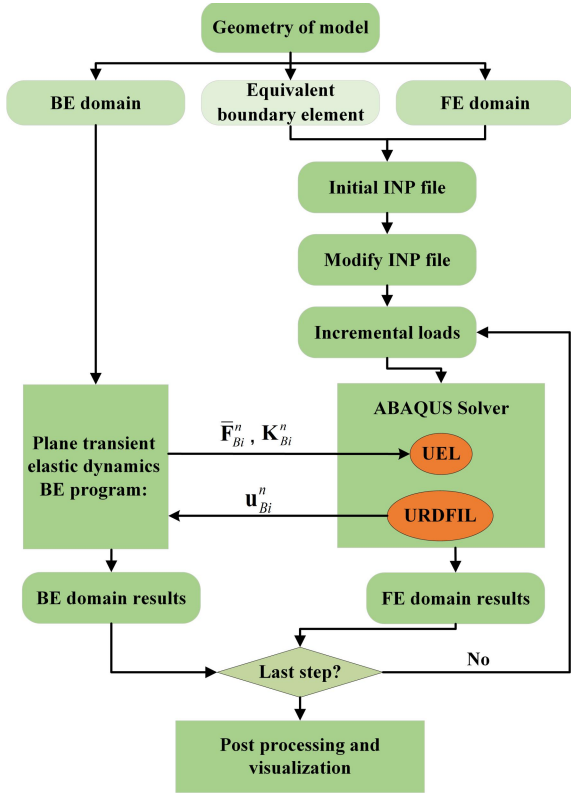 Geometry of model
BE domain
Equivalent
boundary element
FE domain
Initial INP file
Modify INP file
Incremental loads
Plane transient
elastic dynamics
BE program:
F̅ⁿ_Bi , Kⁿ_Bi
uⁿ_Bi
ABAQUS Solver
UEL
URDFIL
BE domain results
FE domain results
Last step?
No
Post processing and
visualization